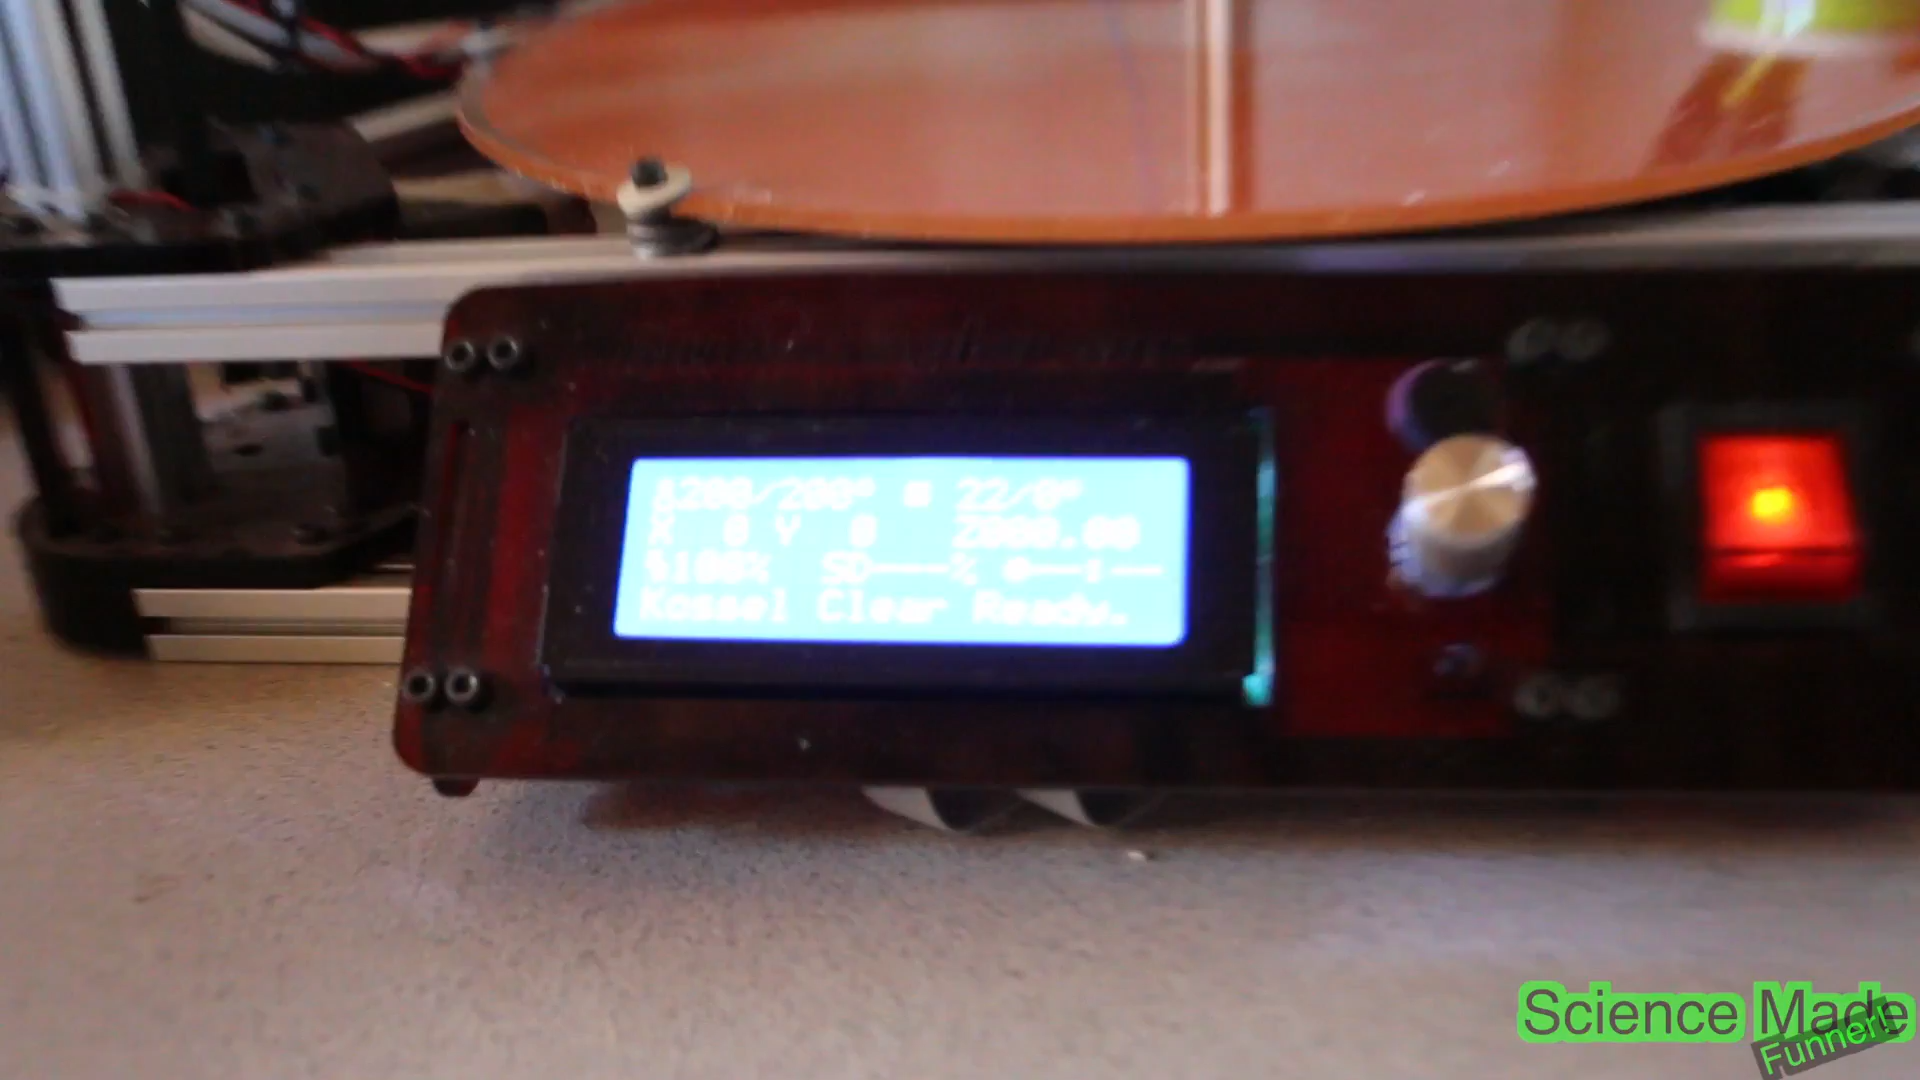 200/200° 22/0°
X 0 Y 0 Z000.00
100% SD---% --:--
Kossel Clear Ready.
Science Made
Funner!